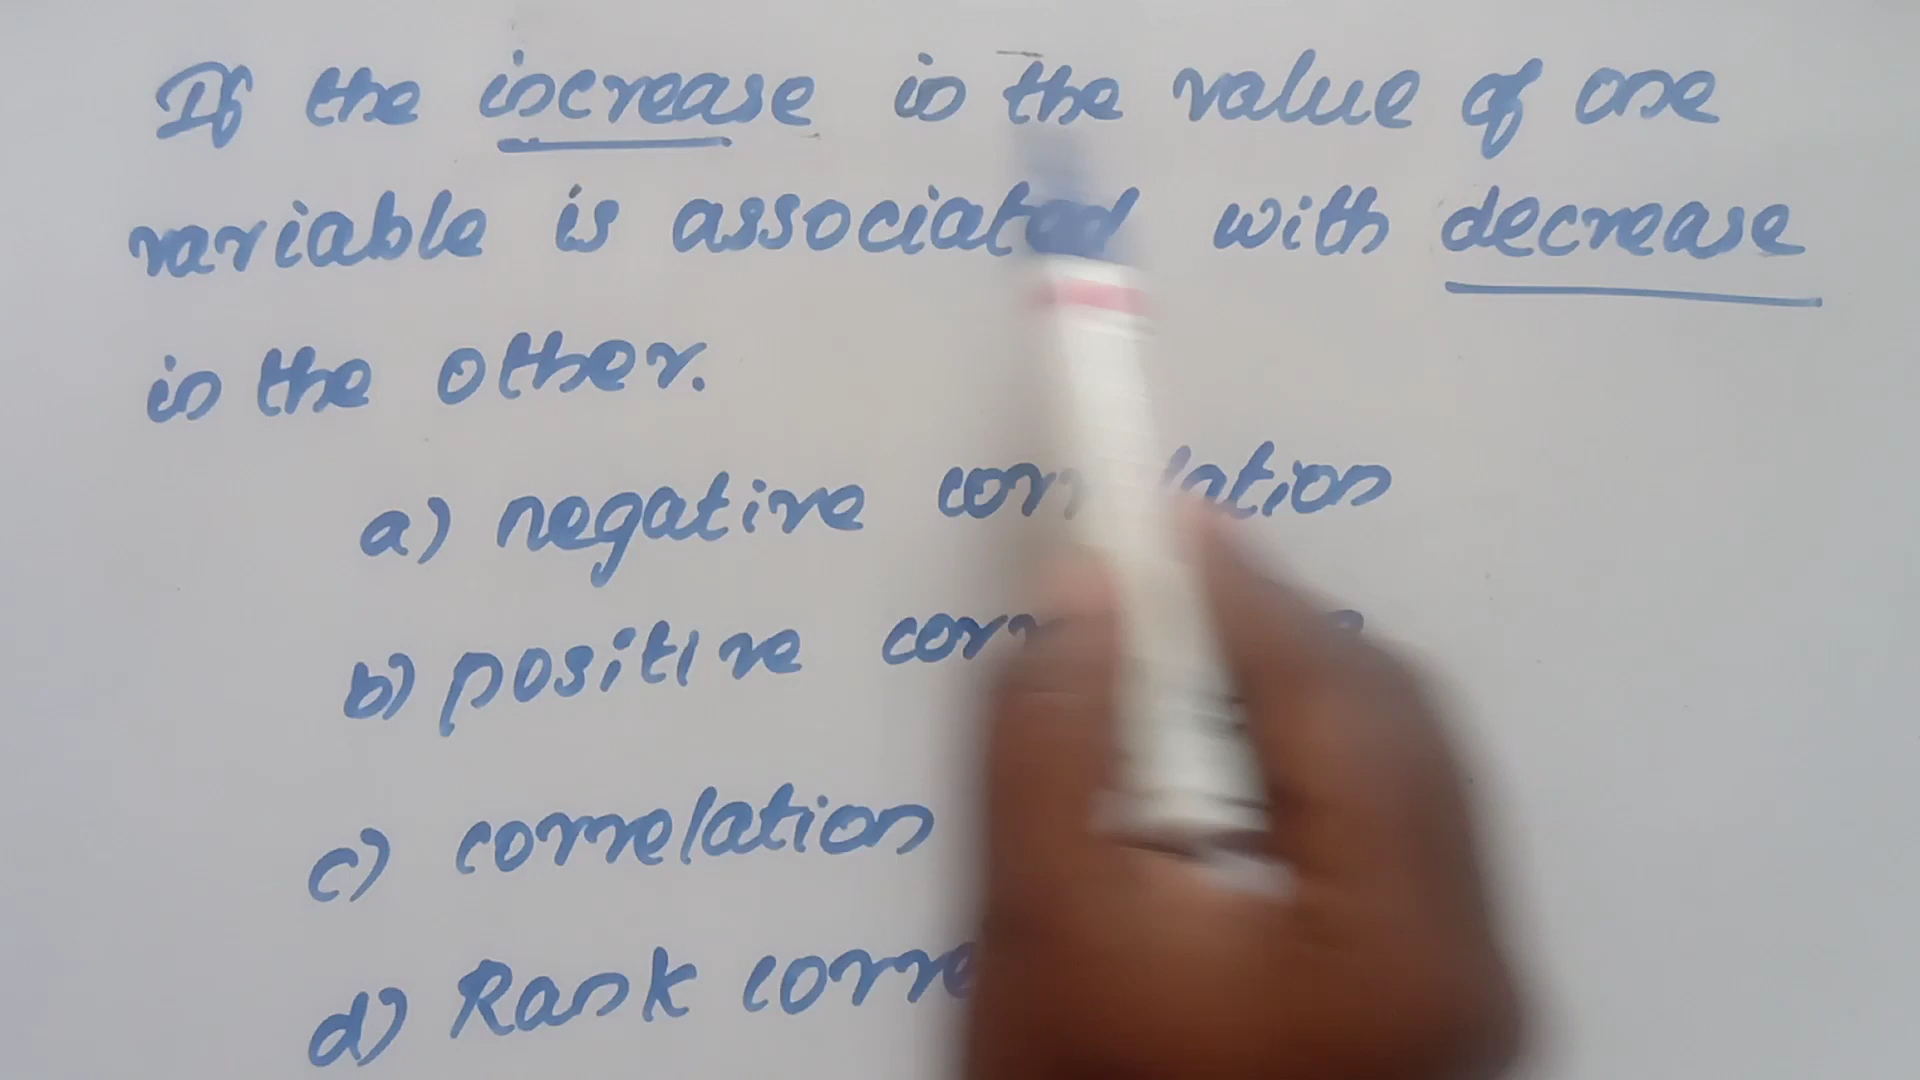 If the increase in the value of one
variable is associated with decrease
in the other.
a) negative correlation
b) positive
c) correlation
d) Rank